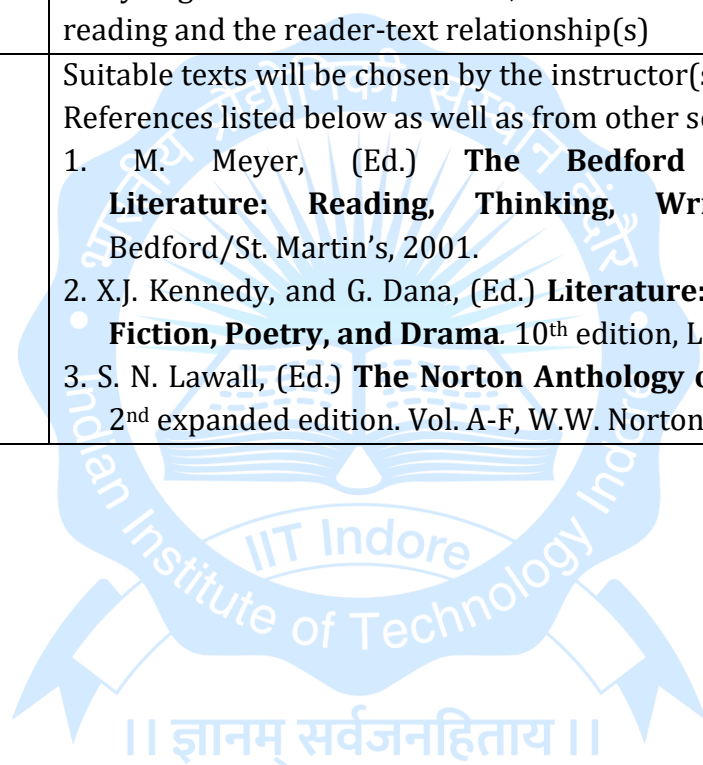 reading and the reader-text relationship(s)
Suitable texts will be chosen by the instructor(s
References listed below as well as from other s
1. M. Meyer, (Ed.) The Bedford
Literature: Reading, Thinking, Wr
Bedford/St. Martin’s, 2001.
2. X.J. Kennedy, and G. Dana, (Ed.) Literature:
Fiction, Poetry, and Drama. 10th edition, L
3. S. N. Lawall, (Ed.) The Norton Anthology o
2nd expanded edition. Vol. A-F, W.W. Norton
भारतीय प्रौद्योगिकी संस्थान इंदौर
IIT Indore
Indian Institute of Technology Indore
।। ज्ञानम् सर्वजनहिताय ।।